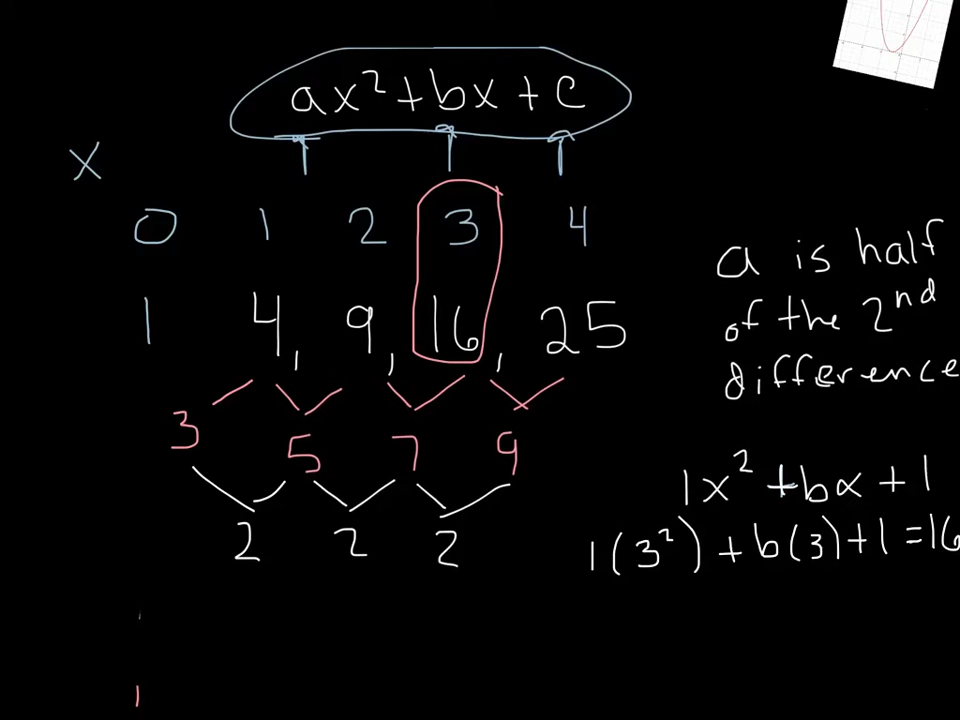 ax² + bx + c
x
0 1 2 3 4
1 4, 9, 16, 25
3 5 7 9
2 2 2
a is half
of the 2nd
difference
1x² + bx + 1
1(3²) + b(3) + 1 = 16